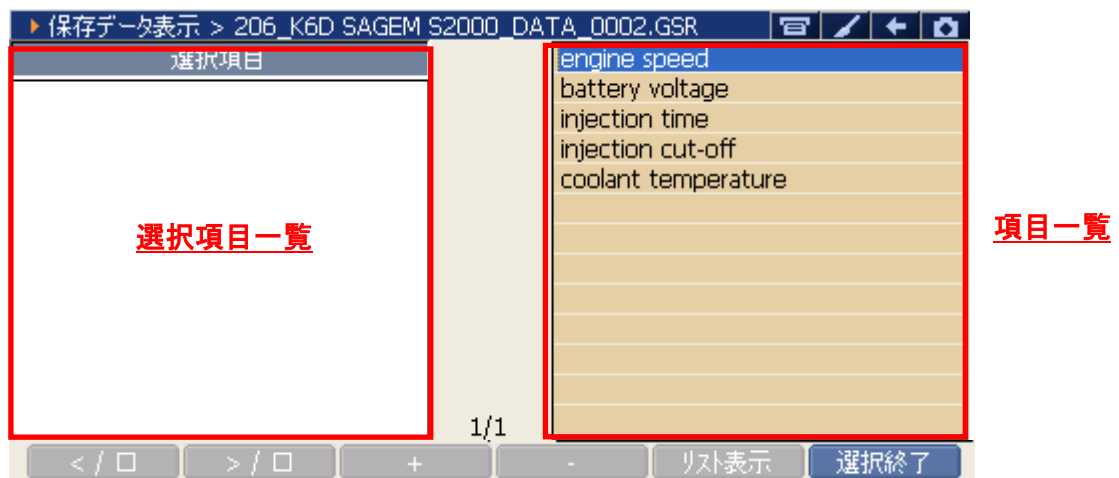 保存データ表示 > 206_K6D SAGEM S2000_DATA_0002.GSR
選択項目
engine speed
battery voltage
injection time
injection cut-off
coolant temperature
選択項目一覧
項目一覧
1/1
< / 口
> / 口
+
-
リスト表示
選択終了